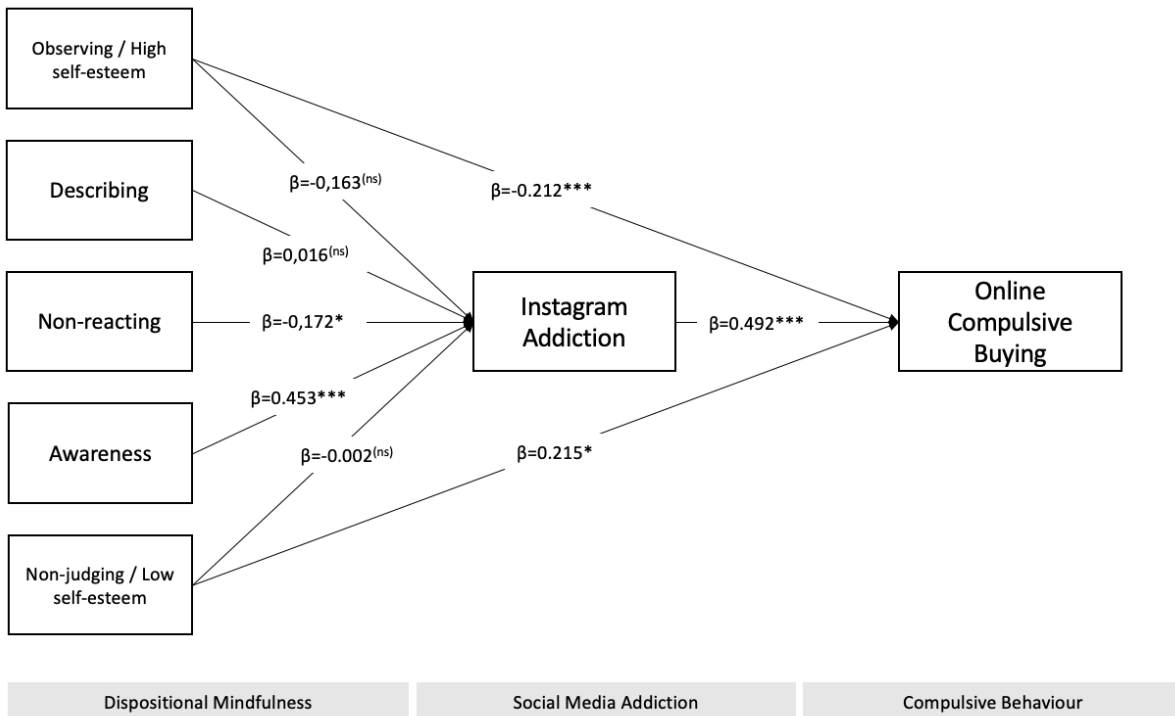 Observing / High
self-esteem
Describing
Non-reacting
Awareness
Non-judging / Low
self-esteem
β=-0,163(ns)
β=0,016(ns)
β=-0,172*
β=0.453***
β=-0.002(ns)
β=-0.212***
Instagram
Addiction
β=0.492***
β=0.215*
Online
Compulsive
Buying
Dispositional Mindfulness
Social Media Addiction
Compulsive Behaviour